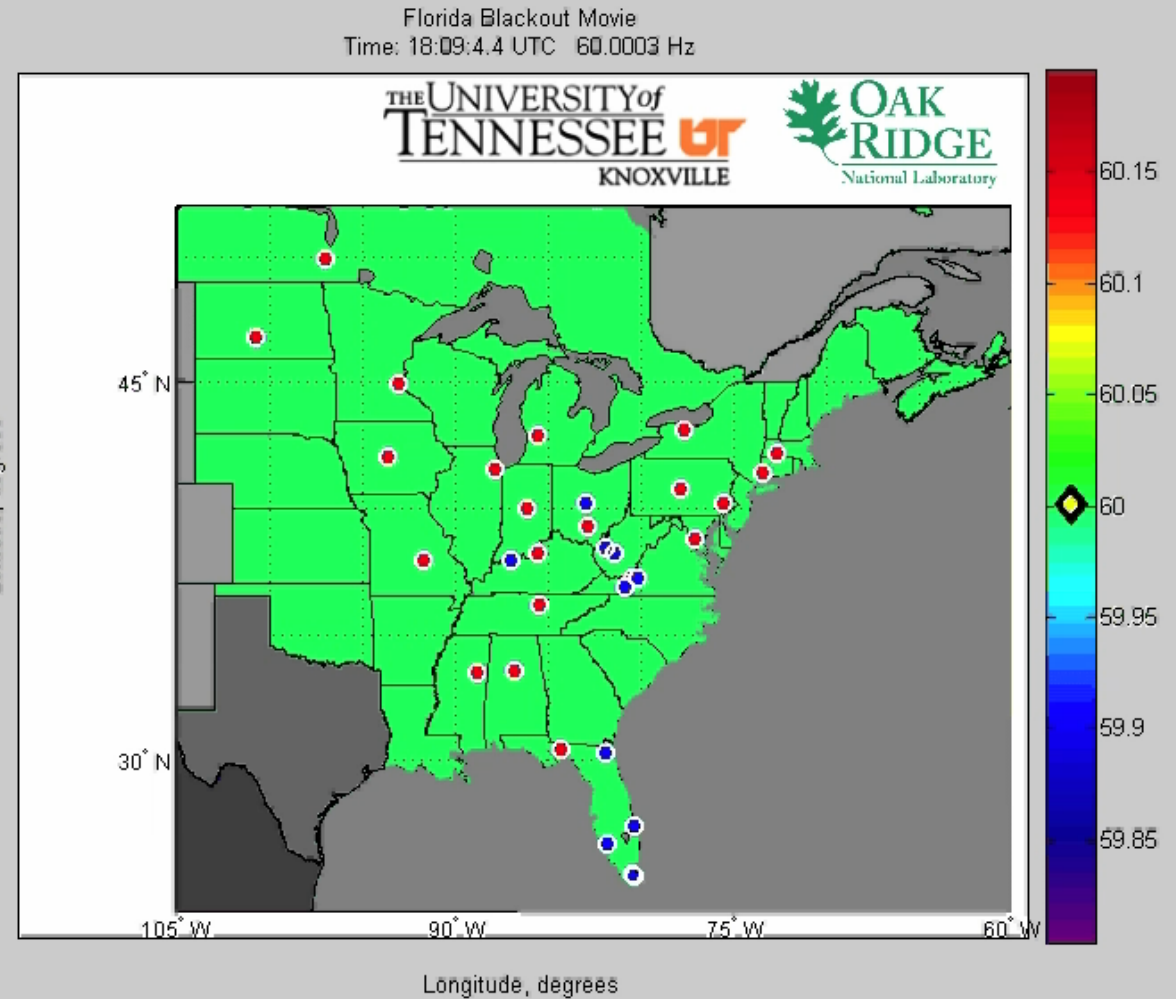 Florida Blackout Movie
Time: 18:09:4.4 UTC 60.0003 Hz
THE UNIVERSITY of
TENNESSEE UT
KNOXVILLE
OAK
RIDGE
National Laboratory
60.15
60.1
60.05
60
59.95
59.9
59.85
45° N
30° N
105° W
90° W
75° W
60° W
Longitude, degrees